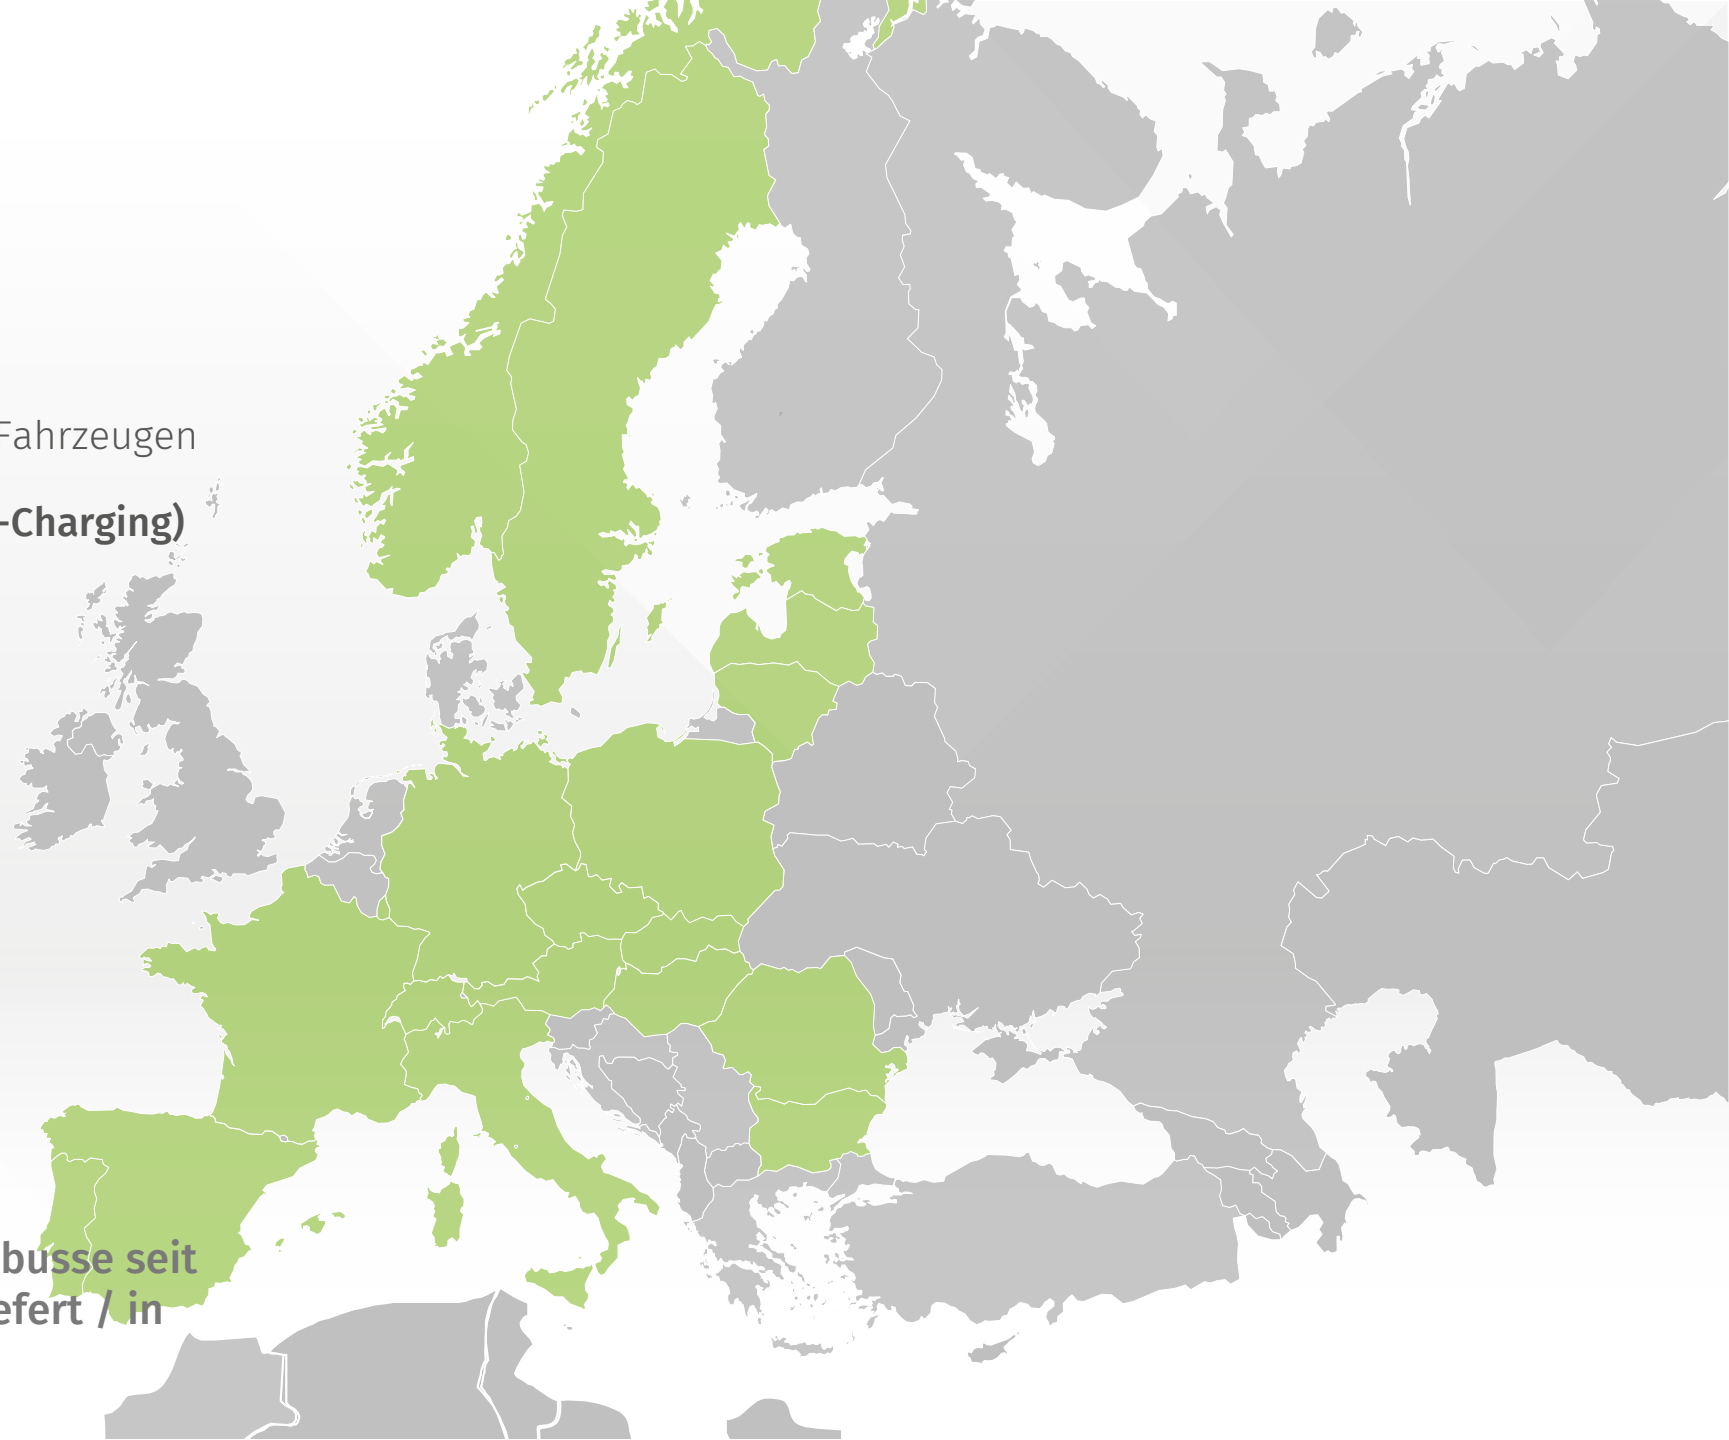 Fahrzeugen
-Charging)
busse seit
efert / in